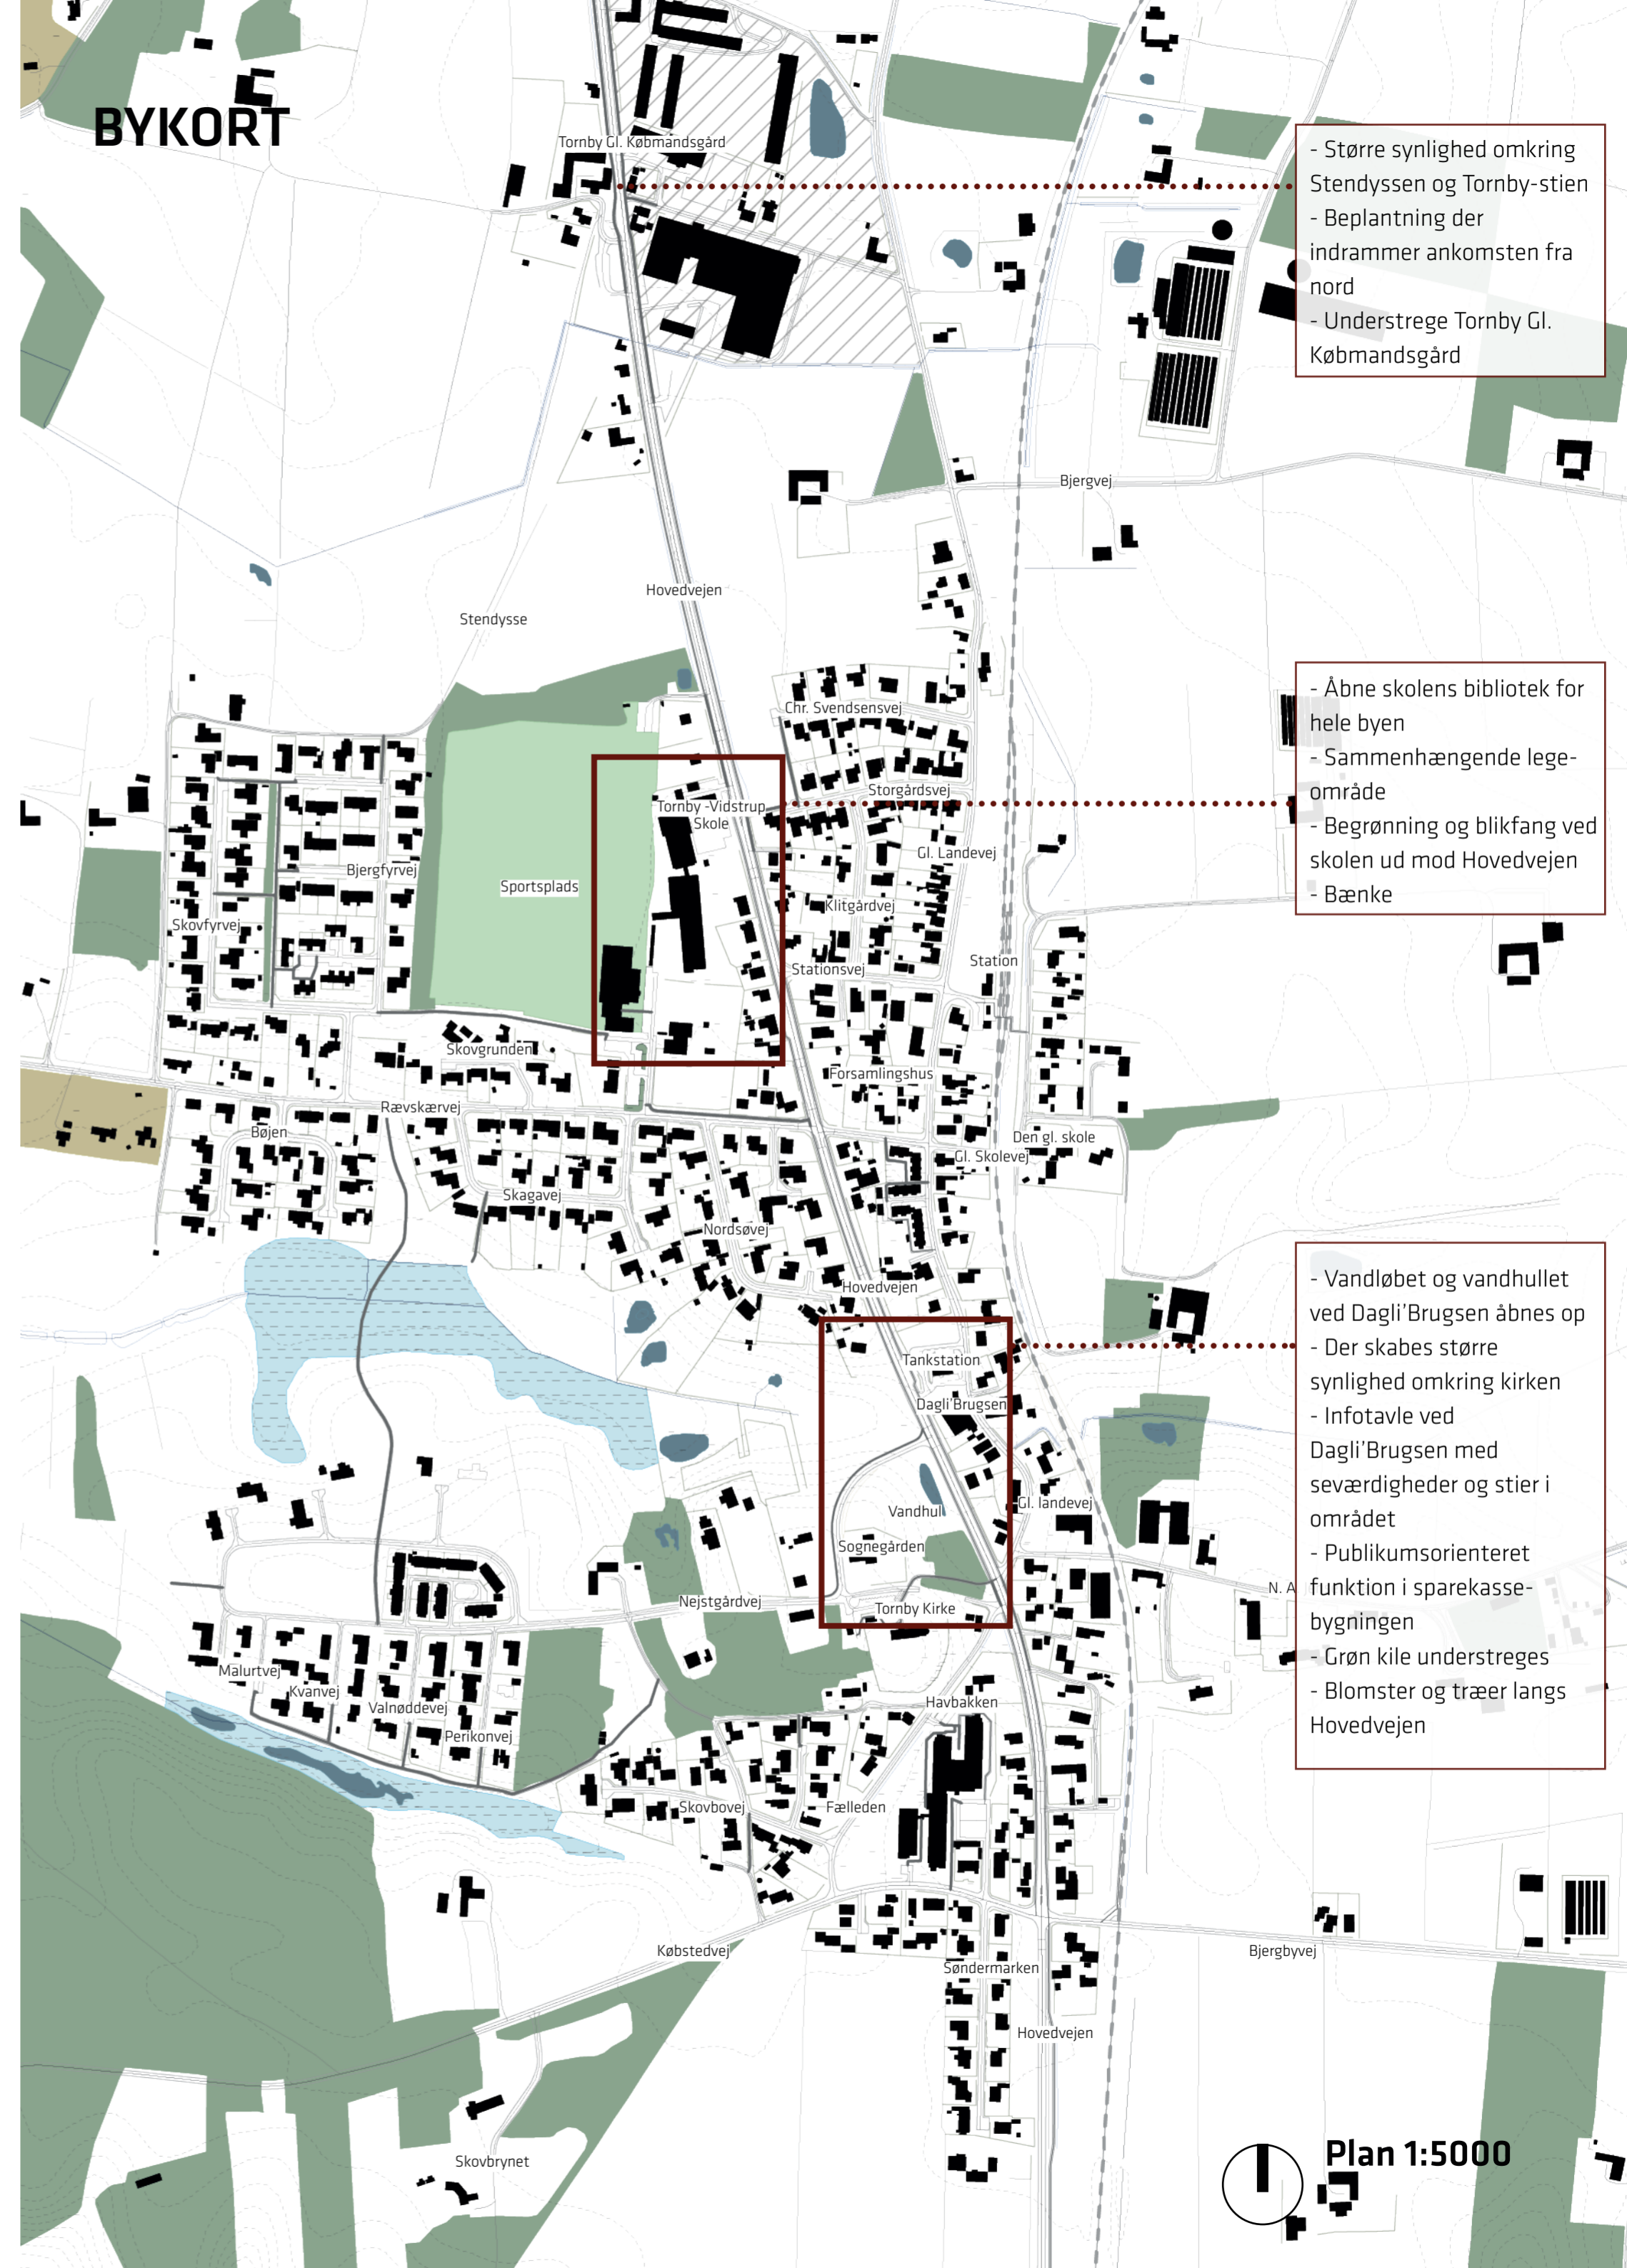 BYKORT
Tornby Gl. Købmandsgård
- Større synlighed omkring
Stendyssen og Tornby-stien
- Beplantning der
indrammer ankomsten fra
nord
- Understrege Tornby Gl.
Købmandsgård
Bjergvej
Hovedvejen
Stendysse
- Åbne skolens bibliotek for
hele byen
- Sammenhængende lege-
område
- Begrønning og blikfang ved
skolen ud mod Hovedvejen
- Bænke
Chr. Svendsensvej
Storgårdsvej
Tornby -Vidstrup
Skole
Gl. Landevej
Bjergfyrvej
Sportsplads
Klitgårdvej
Skovfyrvej
Station
Stationsvej
Skovgrunden
Forsamlingshus
Rævskærvej
Bøjen
Den gl. skole
Gl. Skolevej
Skagavej
Nordsøvej
Hovedvejen
- Vandløbet og vandhullet
ved Dagli'Brugsen åbnes op
- Der skabes større
synlighed omkring kirken
- Infotavle ved
Dagli'Brugsen med
seværdigheder og stier i
området
- Publikumsorienteret
funktion i sparekasse-
bygningen
- Grøn kile understreges
- Blomster og træer langs
Hovedvejen
Tankstation
Dagli'Brugsen
Gl. landevej
Vandhul
Sognegården
N. A
Nejstgårdvej
Tornby Kirke
Malurtvej
Kvanvej
Valnøddevej
Perikonvej
Havbakken
Skovbovej
Fælleden
Købstedvej
Bjergbyvej
Søndermarken
Hovedvejen
Skovbrynet
Plan 1:5000